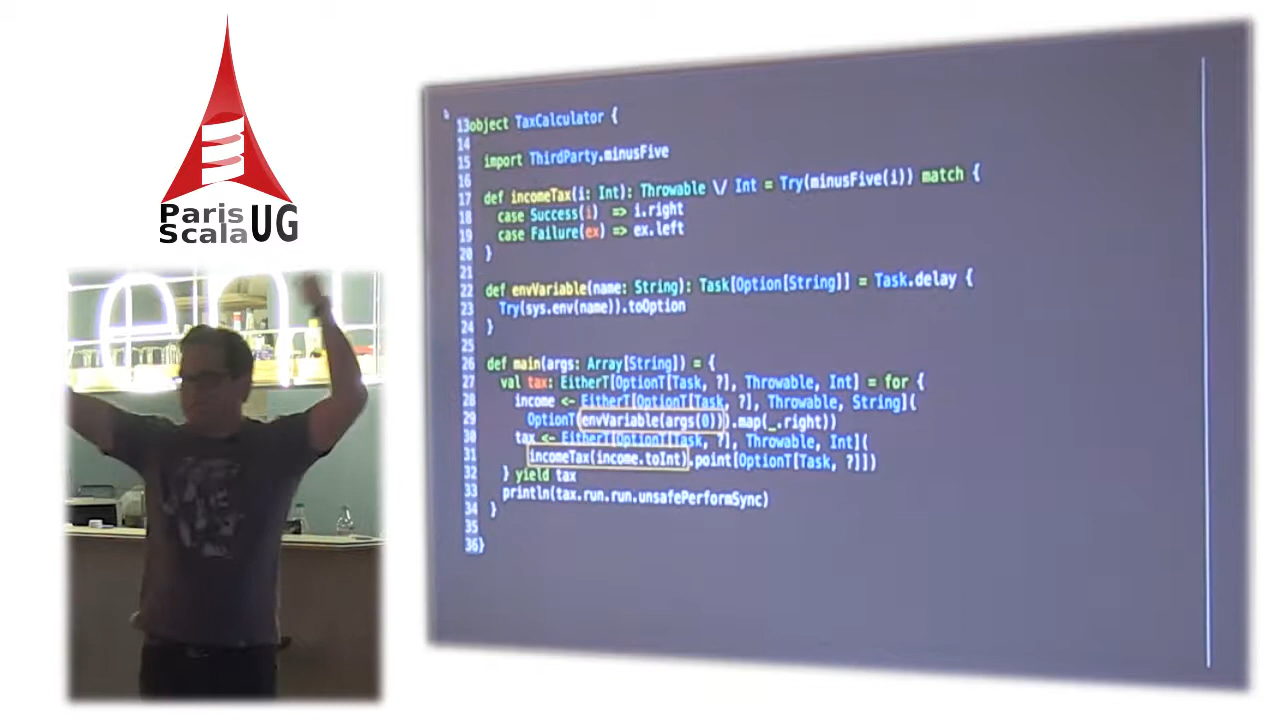 Paris
Scala UG
13object TaxCalculator {
14
15 import ThirdParty.minusFive
16
17 def incomeTax(i: Int): Throwable \/ Int = Try(minusFive(i)) match {
18 case Success(i) => i.right
19 case Failure(ex) => ex.left
20 }
21
22 def envVariable(name: String): Task[Option[String]] = Task.delay {
23 Try(sys.env(name)).toOption
24 }
25
26 def main(args: Array[String]) = {
27 val tax: EitherT[OptionT[Task, ?], Throwable, Int] = for {
28 income <- EitherT[OptionT[Task, ?], Throwable, String](
29 OptionT(envVariable(args(0))).map(_.right))
30 tax <- EitherT[OptionT[Task, ?], Throwable, Int](
31 incomeTax(income.toInt).point[OptionT[Task, ?]])
32 } yield tax
33 println(tax.run.run.unsafePerformSync)
34 }
35
36}